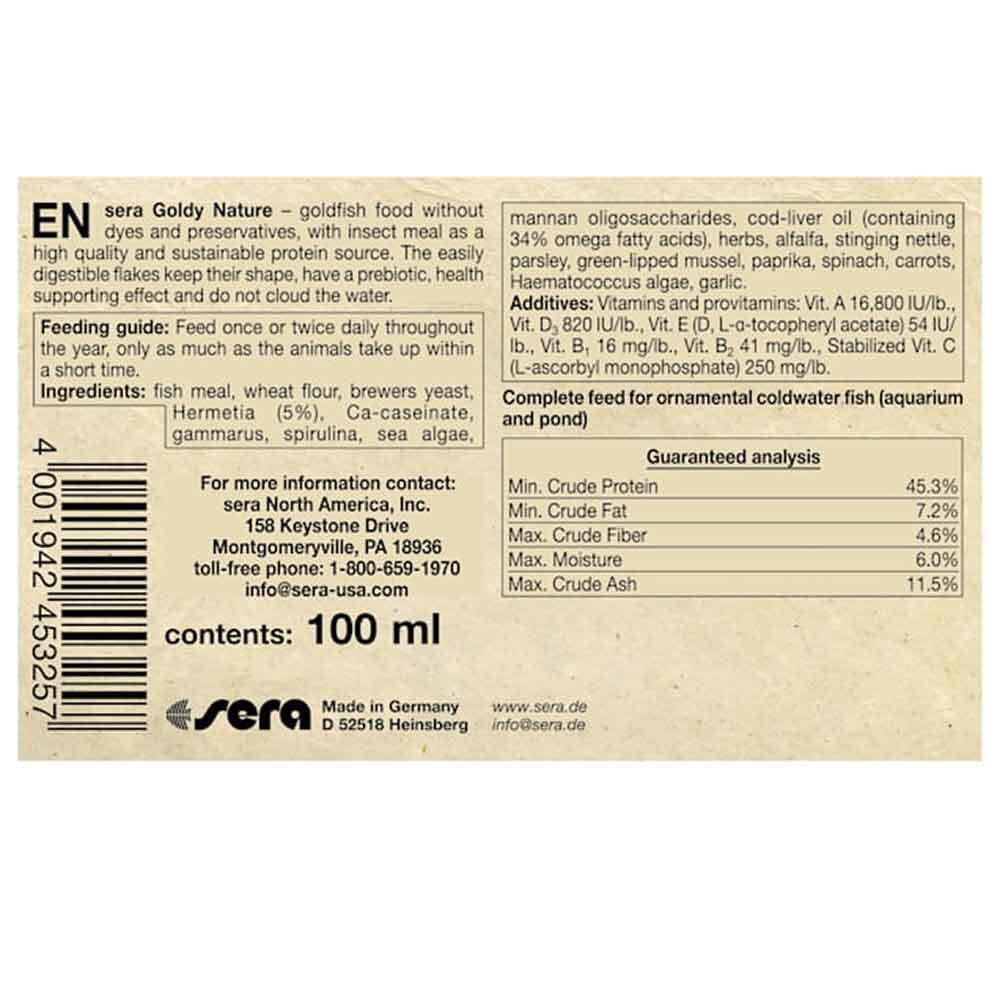 EN sera Goldy Nature – goldfish food without
dyes and preservatives, with insect meal as a
high quality and sustainable protein source. The easily
digestible flakes keep their shape, have a prebiotic, health
supporting effect and do not cloud the water.
Feeding guide: Feed once or twice daily throughout
the year, only as much as the animals take up within
a short time.
Ingredients: fish meal, wheat flour, brewers yeast,
Hermetia (5%), Ca-caseinate,
gammarus, spirulina, sea algae,
mannan oligosaccharides, cod-liver oil (containing
34% omega fatty acids), herbs, alfalfa, stinging nettle,
parsley, green-lipped mussel, paprika, spinach, carrots,
Haematococcus algae, garlic.
Additives: Vitamins and provitamins: Vit. A 16,800 IU/lb.,
Vit. D₃ 820 IU/lb., Vit. E (D, L-α-tocopheryl acetate) 54 IU/
lb., Vit. B₁ 16 mg/lb., Vit. B₂ 41 mg/lb., Stabilized Vit. C
(L-ascorbyl monophosphate) 250 mg/lb.
Complete feed for ornamental coldwater fish (aquarium
and pond)
Guaranteed analysis
Min. Crude Protein 45.3%
Min. Crude Fat 7.2%
Max. Crude Fiber 4.6%
Max. Moisture 6.0%
Max. Crude Ash 11.5%
4 001942 453257
For more information contact:
sera North America, Inc.
158 Keystone Drive
Montgomeryville, PA 18936
toll-free phone: 1-800-659-1970
info@sera-usa.com
contents: 100 ml
sera
Made in Germany
D 52518 Heinsberg
www.sera.de
info@sera.de